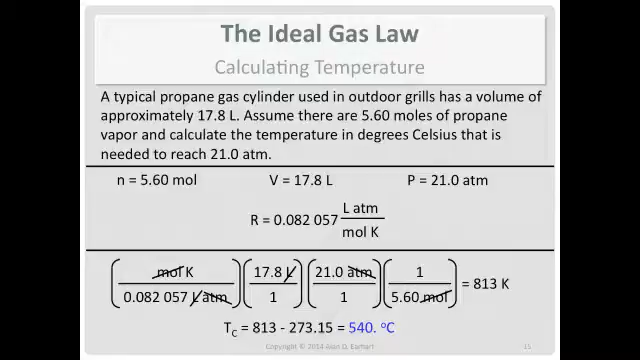 The Ideal Gas Law
Calculating Temperature
A typical propane gas cylinder used in outdoor grills has a volume of
approximately 17.8 L. Assume there are 5.60 moles of propane
vapor and calculate the temperature in degrees Celsius that is
needed to reach 21.0 atm.
n = 5.60 mol V = 17.8 L P = 21.0 atm
R = 0.082 057 L atm / mol K
(mol K / 0.082 057 L atm) (17.8 L / 1) (21.0 atm / 1) (1 / 5.60 mol) = 813 K
T_C = 813 - 273.15 = 540. °C
Copyright © 2014 Alan D. Earhart 15